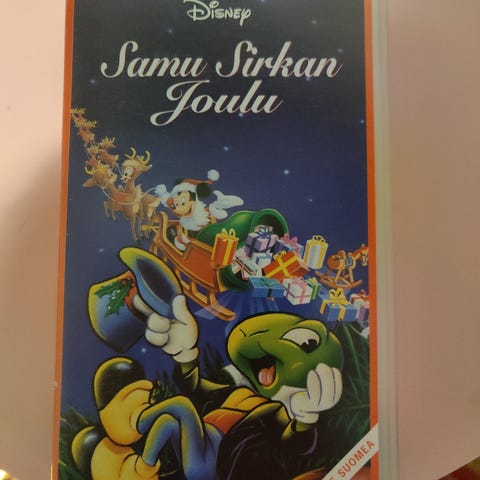 Disney
Samu Sirkan
Joulu
SUOMEA